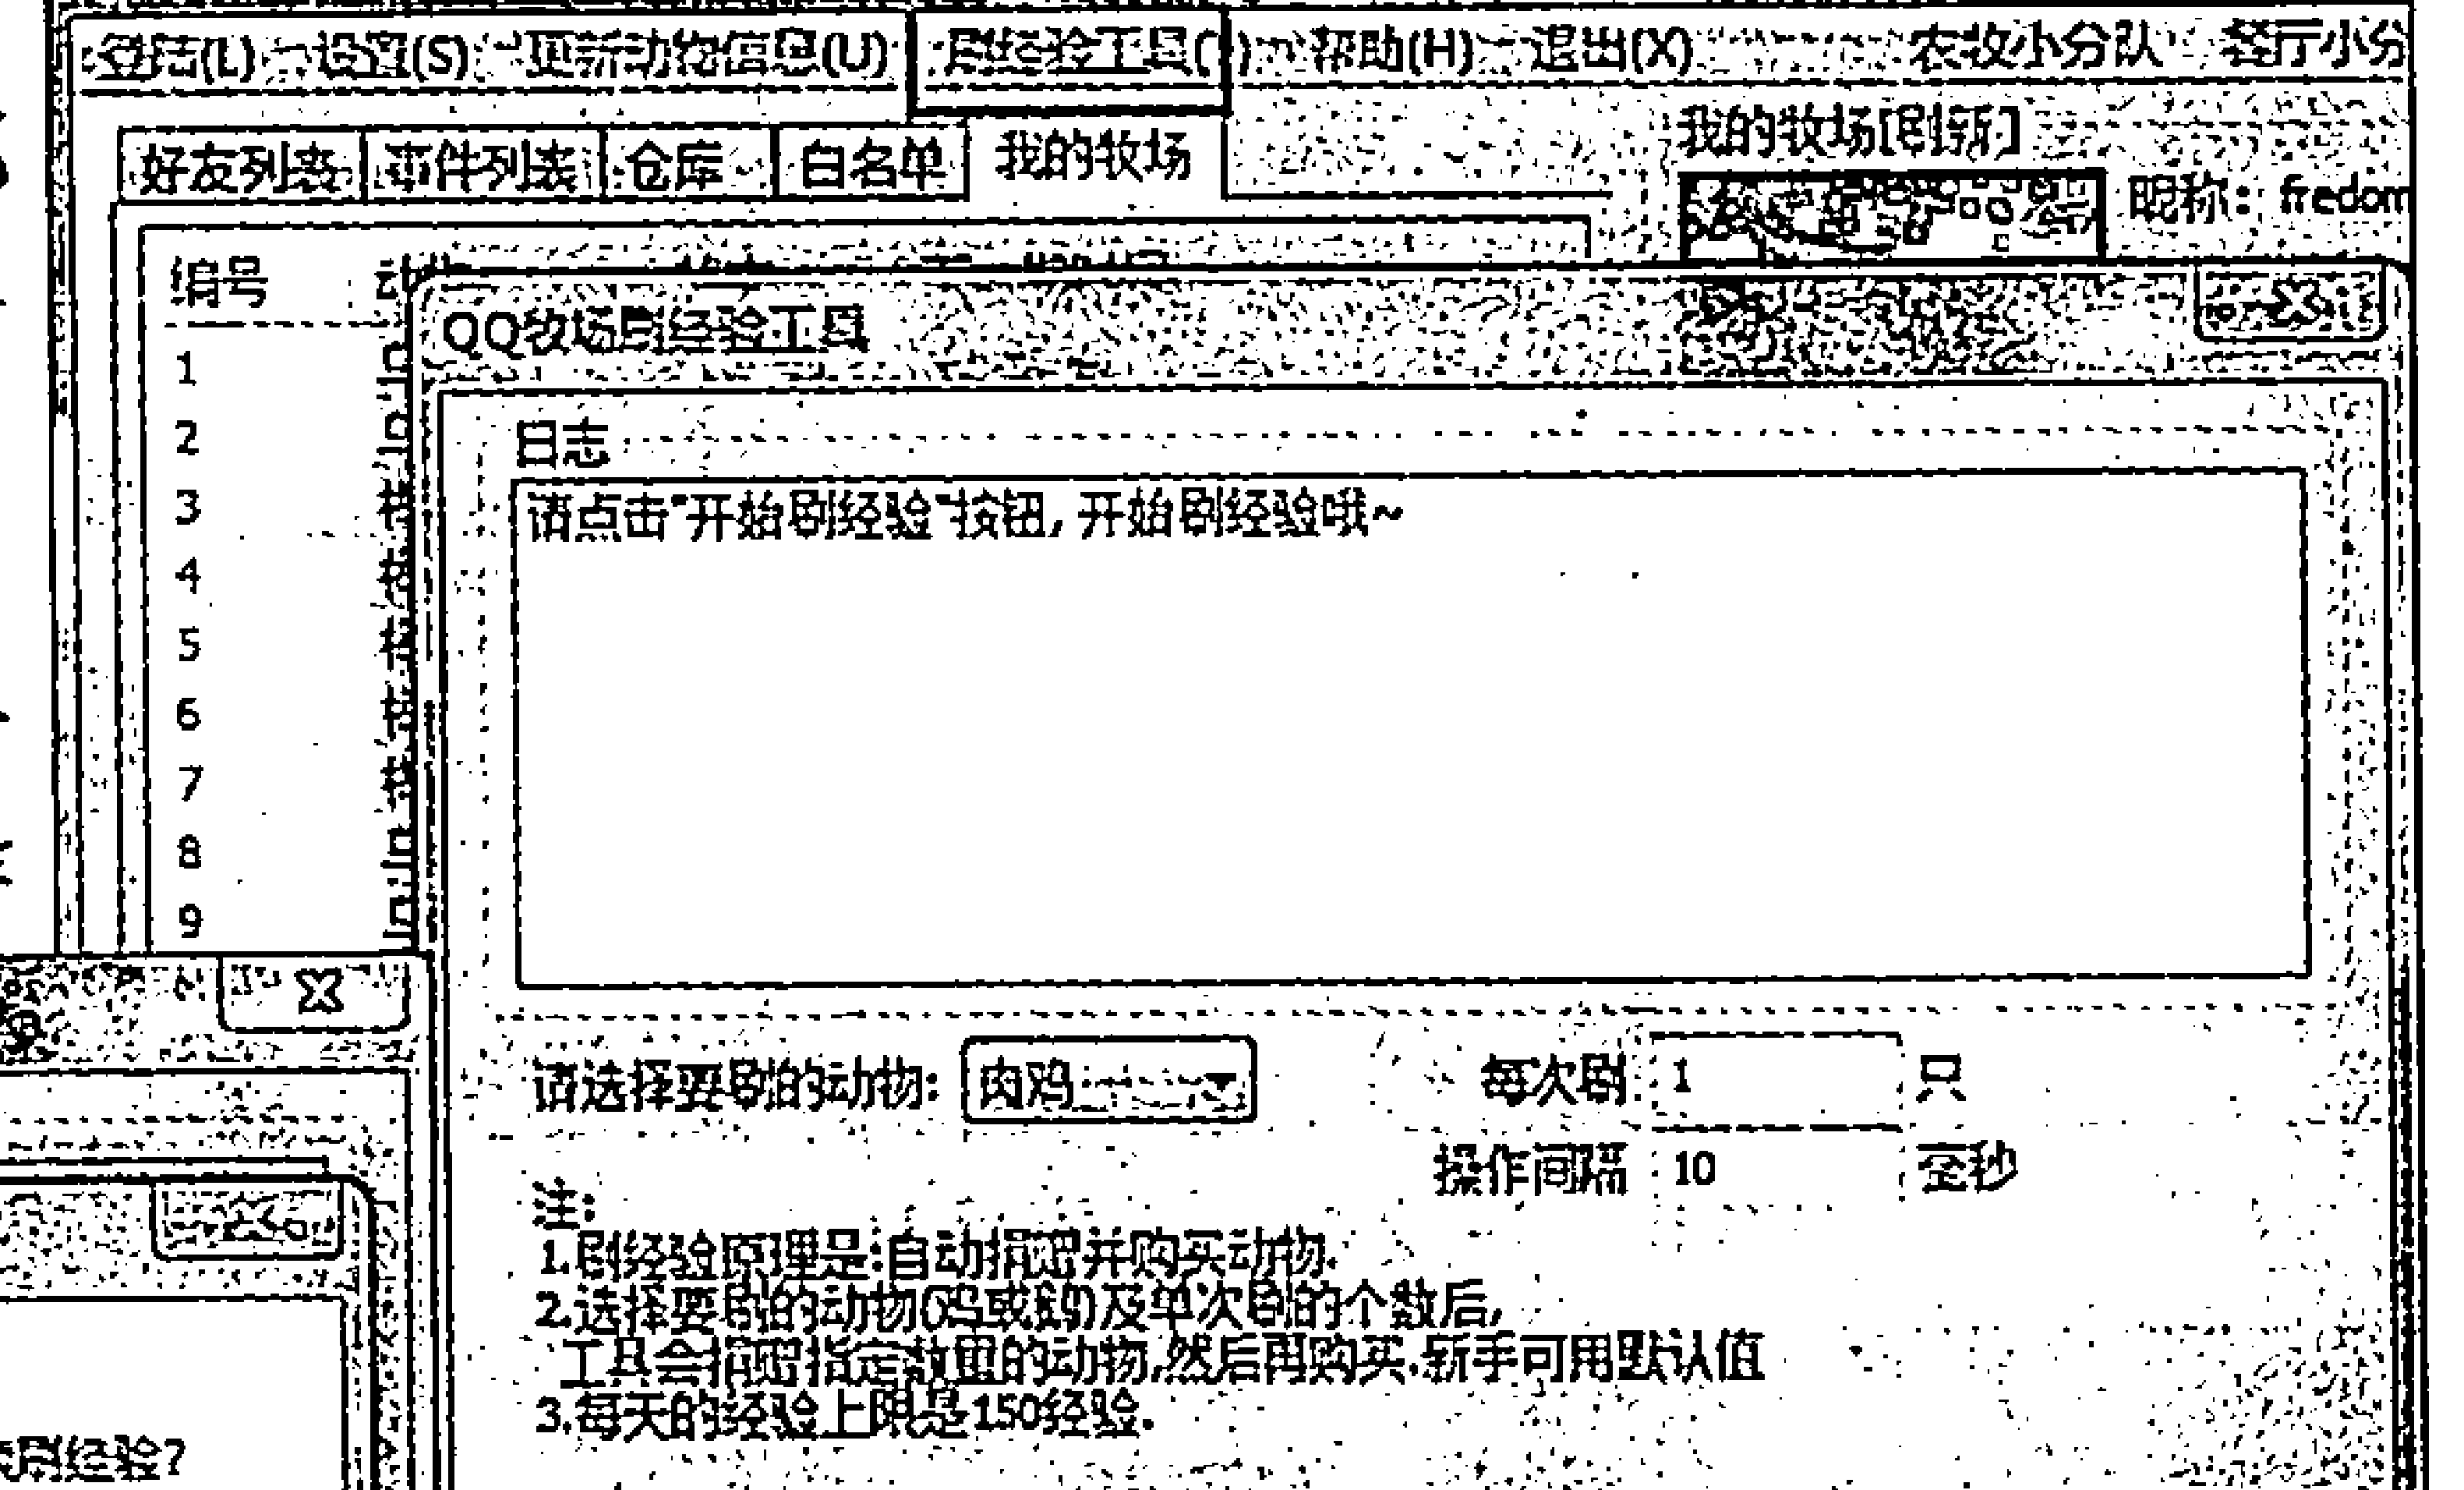 登陆(L) 设置(S) 更新动物信息(U) 刷经验工具( ) 帮助(H) 退出(X) 农牧小分队 餐厅小分
好友列表 事件列表 仓库 白名单 我的牧场
我的牧场[刷新]
昵称: fredom
编号
1
2
3
4
5
6
7
8
9
QQ牧场刷经验工具
日志
请点击"开始刷经验"按钮, 开始刷经验哦~
请选择要刷的动物: 肉鸡
每次刷 1 只
操作间隔 10 毫秒
注:
1.刷经验原理是:自动捐赠并购买动物.
2.选择要刷的动物(鸡或鹅)及单次刷的个数后,
工具会捐赠指定数量的动物,然后再购买.新手可用默认值
3.每天的经验上限是150经验.
刷经验?